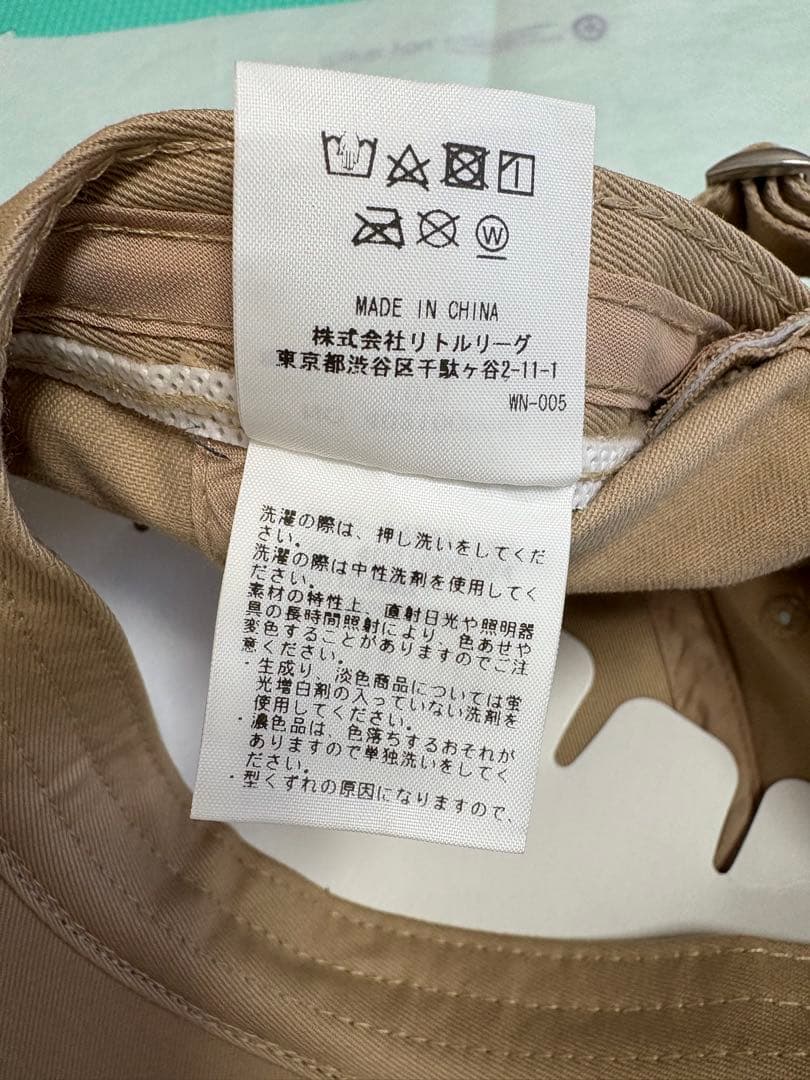 W
MADE IN CHINA
株式会社リトルリーグ
東京都渋谷区千駄ヶ谷2-11-1
WN-005
洗濯の際は、押し洗いをしてくだ
さい。
洗濯の際は中性洗剤を使用してく
ださい。
素材の特性上、直射日光や照明器
具の長時間照射により、色あせや
変色することがありますのでご注
意ください。
・生成り、淡色商品については蛍
光増白剤の入っていない洗剤を
使用してください。
・濃色品は、色落ちするおそれが
ありますので単独洗いをしてく
ださい。
・型くずれの原因になりますので、